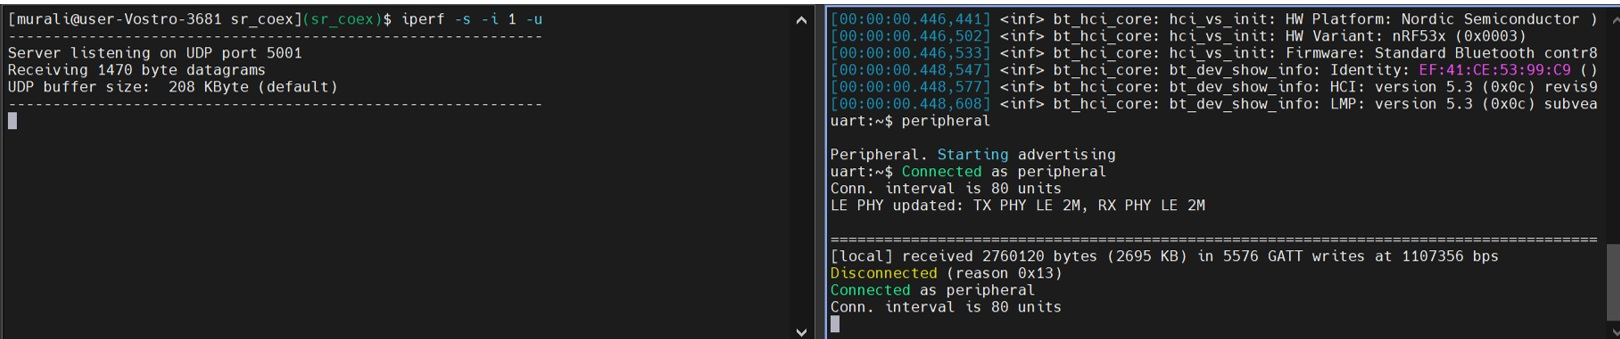 [murali@user-Vostro-3681 sr_coex](sr_coex)$ iperf -s -i 1 -u
------------------------------------------------------------
Server listening on UDP port 5001
Receiving 1470 byte datagrams
UDP buffer size:  208 KByte (default)
------------------------------------------------------------
[00:00:00.446,441] <inf> bt_hci_core: hci_vs_init: HW Platform: Nordic Semiconductor )
[00:00:00.446,502] <inf> bt_hci_core: hci_vs_init: HW Variant: nRF53x (0x0003)
[00:00:00.446,533] <inf> bt_hci_core: hci_vs_init: Firmware: Standard Bluetooth contr8
[00:00:00.448,547] <inf> bt_hci_core: bt_dev_show_info: Identity: EF:41:CE:53:99:C9 ()
[00:00:00.448,577] <inf> bt_hci_core: bt_dev_show_info: HCI: version 5.3 (0x0c) revis9
[00:00:00.448,608] <inf> bt_hci_core: bt_dev_show_info: LMP: version 5.3 (0x0c) subvea
uart:~$ peripheral
Peripheral. Starting advertising
uart:~$ Connected as peripheral
Conn. interval is 80 units
LE PHY updated: TX PHY LE 2M, RX PHY LE 2M
=====================================================================================
[local] received 2760120 bytes (2695 KB) in 5576 GATT writes at 1107356 bps
Disconnected (reason 0x13)
Connected as peripheral
Conn. interval is 80 units